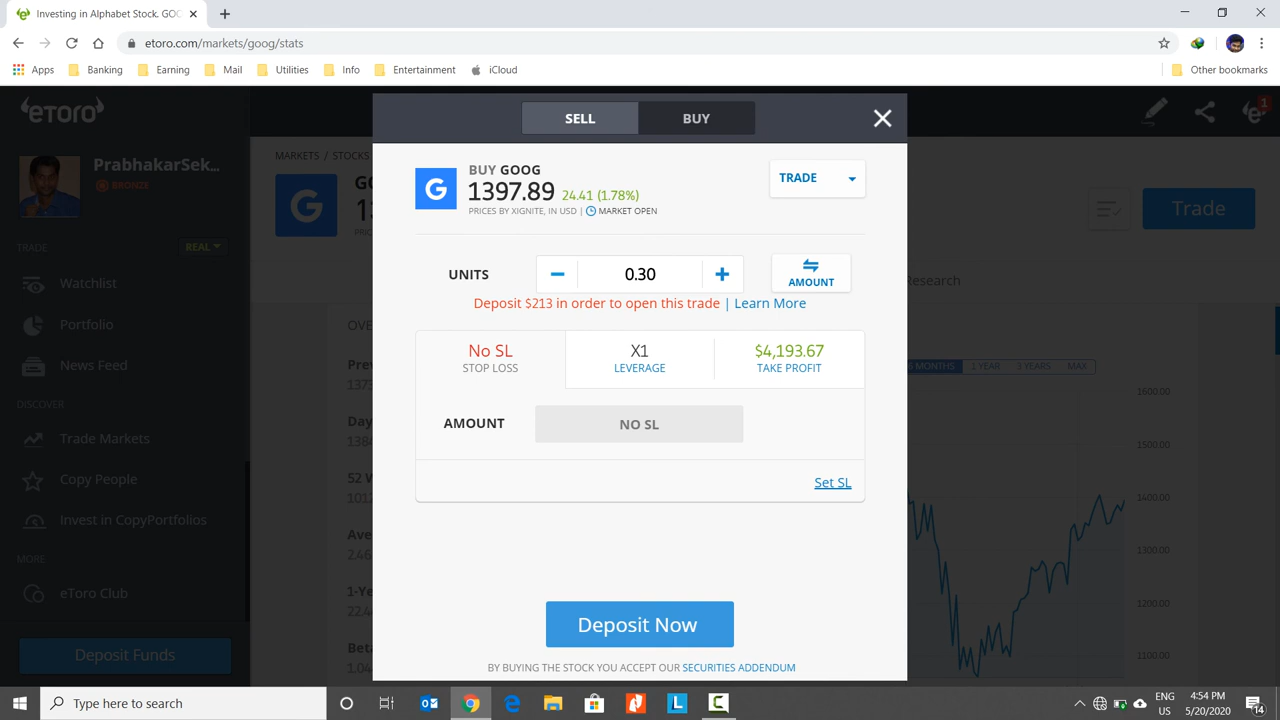 Investing in Alphabet Stock. GOO
etoro.com/markets/goog/stats
Apps Banking Earning Mail Utilities Info Entertainment iCloud Other bookmarks
eToro
PrabhakarSek...
BRONZE
TRADE REAL
Watchlist
Portfolio
News Feed
DISCOVER
Trade Markets
Copy People
Invest in CopyPortfolios
MORE
eToro Club
Deposit Funds
MARKETS / STOCKS
1
Trade
Research
6 MONTHS 1 YEAR 3 YEARS MAX
1600.00
1500.00
1400.00
1300.00
1200.00
1100.00
SELL BUY
BUY GOOG
1397.89 24.41 (1.78%)
PRICES BY XIGNITE, IN USD | MARKET OPEN
TRADE
UNITS 0.30 AMOUNT
Deposit $213 in order to open this trade | Learn More
No SL X1 $4,193.67
STOP LOSS LEVERAGE TAKE PROFIT
AMOUNT NO SL
Set SL
Deposit Now
BY BUYING THE STOCK YOU ACCEPT OUR SECURITIES ADDENDUM
Type here to search
ENG 4:54 PM
US 5/20/2020 14